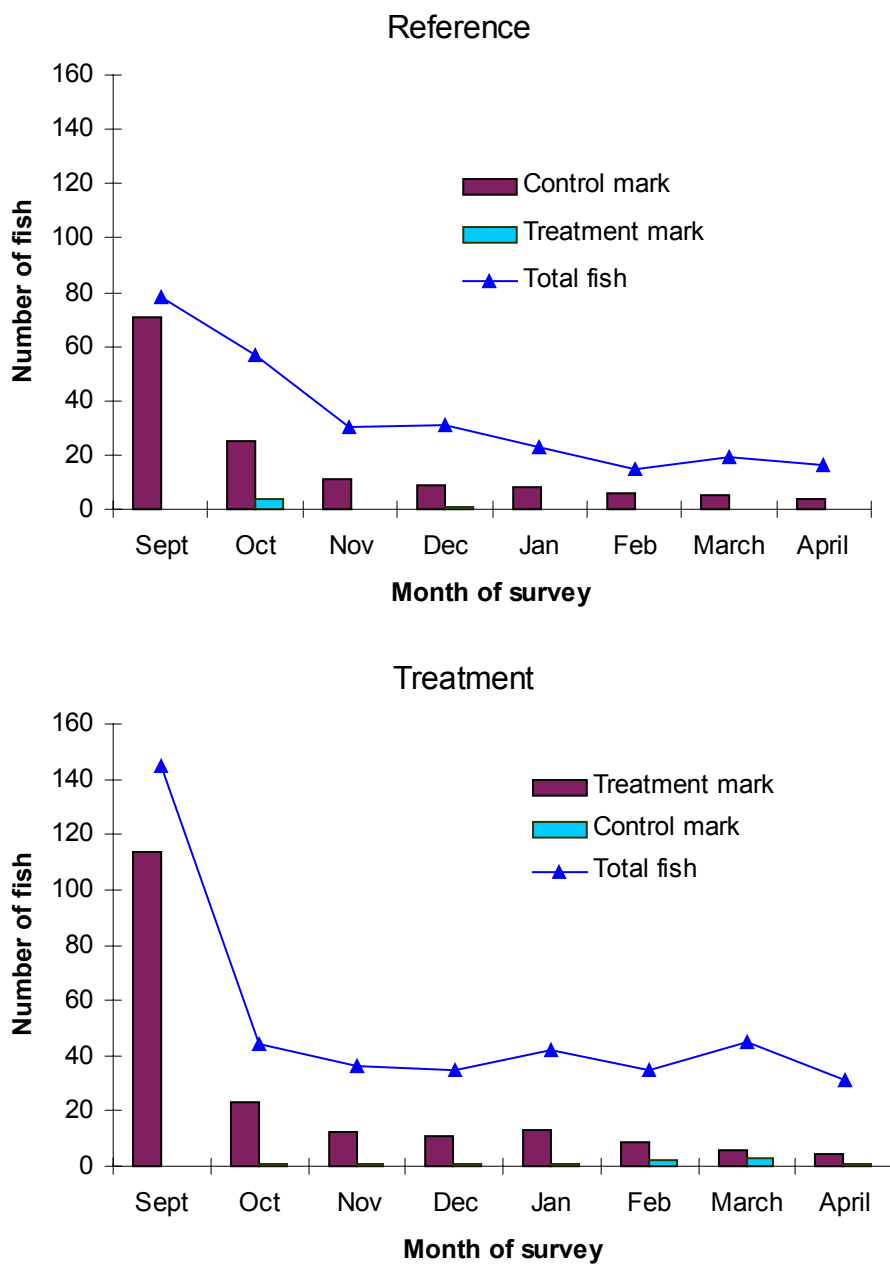 Reference
160
140
120
100
80
60
40
20
0
Number of fish
Control mark
Treatment mark
Total fish
Sept Oct Nov Dec Jan Feb March April
Month of survey
Treatment
160
140
120
100
80
60
40
20
0
Number of fish
Treatment mark
Control mark
Total fish
Sept Oct Nov Dec Jan Feb March April
Month of survey